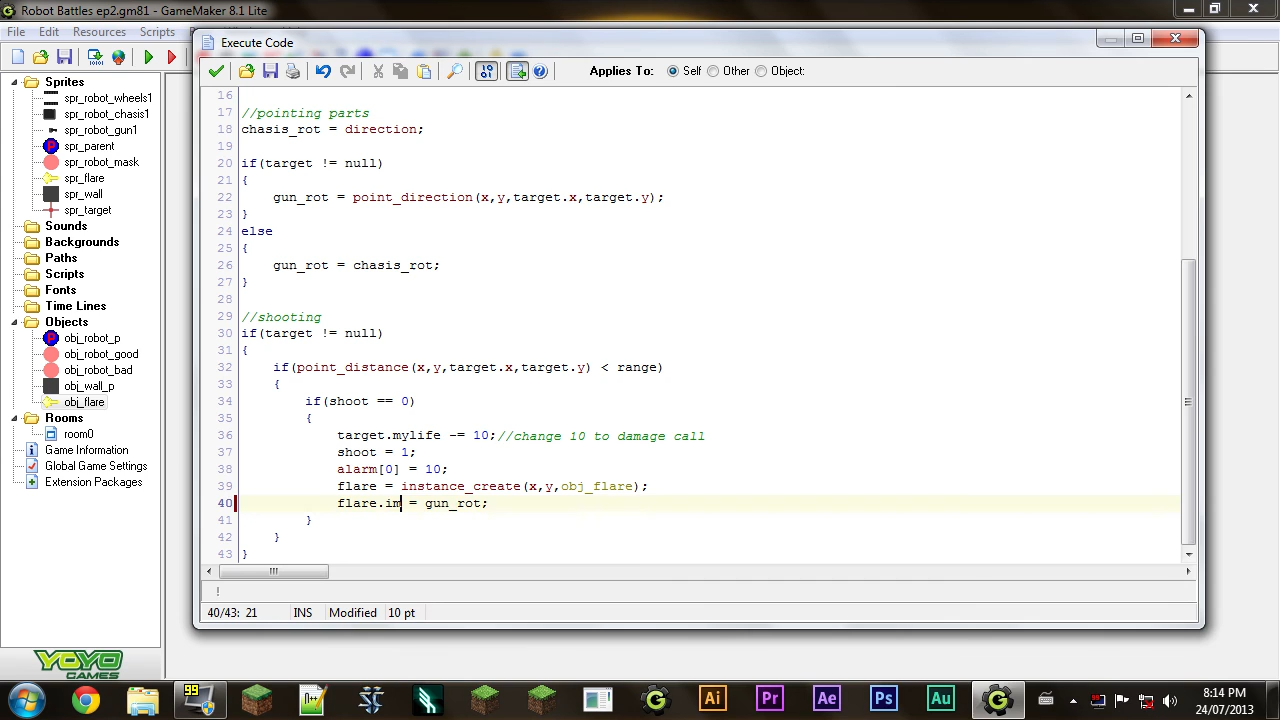 Robot Battles ep2.gm81 - GameMaker 8.1 Lite
File Edit Resources Scripts
Execute Code
Applies To: Self Other Object:
Sprites
spr_robot_wheels1
spr_robot_chasis1
spr_robot_gun1
spr_parent
spr_robot_mask
spr_flare
spr_wall
spr_target
Sounds
Backgrounds
Paths
Scripts
Fonts
Time Lines
Objects
obj_robot_p
obj_robot_good
obj_robot_bad
obj_wall_p
obj_flare
Rooms
room0
Game Information
Global Game Settings
Extension Packages
YOYO
GAMES
16
17 //pointing parts
18 chasis_rot = direction;
19
20 if(target != null)
21 {
22 gun_rot = point_direction(x,y,target.x,target.y);
23 }
24 else
25 {
26 gun_rot = chasis_rot;
27 }
28
29 //shooting
30 if(target != null)
31 {
32 if(point_distance(x,y,target.x,target.y) < range)
33 {
34 if(shoot == 0)
35 {
36 target.mylife -= 10;//change 10 to damage call
37 shoot = 1;
38 alarm[0] = 10;
39 flare = instance_create(x,y,obj_flare);
40 flare.im = gun_rot;
41 }
42 }
43 }
!
40/43: 21 INS Modified 10 pt
99 Ai Pr Ae Ps Au
8:14 PM
24/07/2013